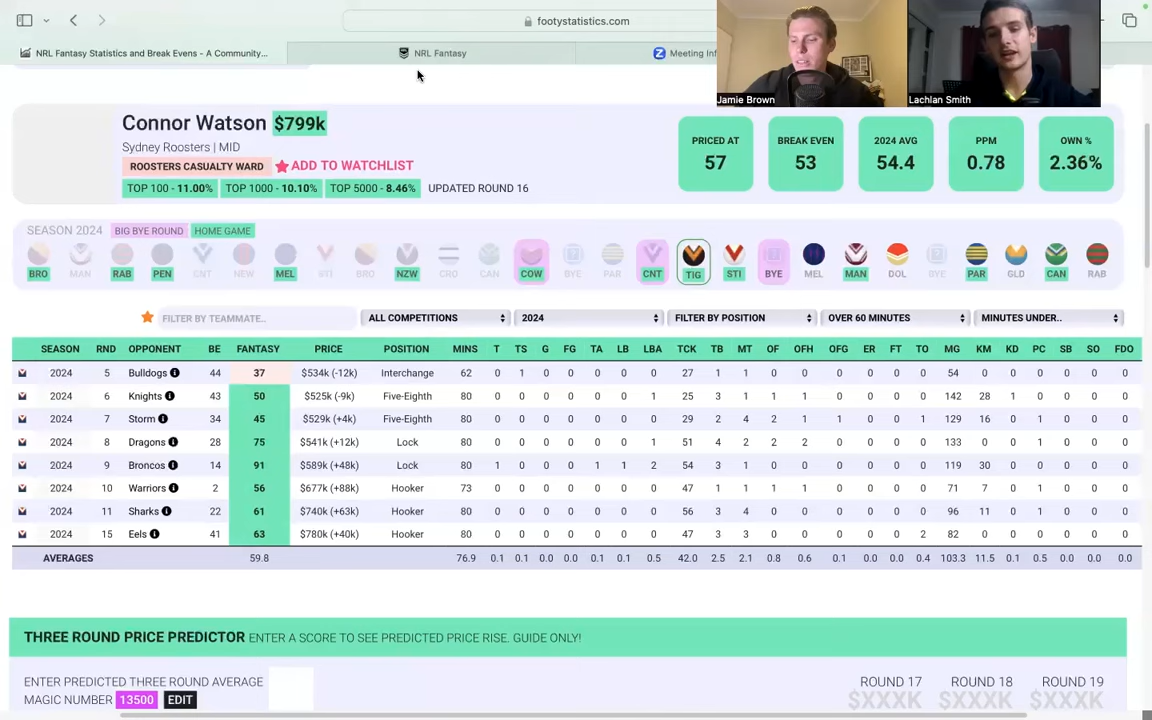 footystatistics.com
NRL Fantasy Statistics and Break Evens - A Community...
NRL Fantasy
Meeting Inf
Jamie Brown
Lachlan Smith
Connor Watson $799k
Sydney Roosters | MID
ROOSTERS CASUALTY WARD ADD TO WATCHLIST
TOP 100 - 11.00% TOP 1000 - 10.10% TOP 5000 - 8.46% UPDATED ROUND 16
PRICED AT BREAK EVEN 2024 AVG PPM OWN %
57 53 54.4 0.78 2.36%
SEASON 2024 BIG BYE ROUND HOME GAME
BRO MAN RAB PEN CNT NEW MEL STI BRO NZW CRO CAN COW BYE PAR CNT TIG STI BYE MEL MAN DOL BYE PAR GLD CAN RAB
FILTER BY TEAMMATE.. ALL COMPETITIONS 2024 FILTER BY POSITION OVER 60 MINUTES MINUTES UNDER..
SEASON RND OPPONENT BE FANTASY PRICE POSITION MINS T TS G FG TA LB LBA TCK TB MT OF OFH OFG ER FT TO MG KM KD PC SB SO FDO
2024 5 Bulldogs 44 37 $534k (-12k) Interchange 62 0 1 0 0 0 0 0 27 1 1 0 0 0 0 0 0 54 0 0 0 0 0 0
2024 6 Knights 43 50 $525k (-9k) Five-Eighth 80 0 0 0 0 0 0 1 25 3 1 1 1 0 0 0 0 142 28 1 0 0 0 0
2024 7 Storm 34 45 $529k (+4k) Five-Eighth 80 0 0 0 0 0 0 0 29 2 4 2 1 1 0 0 1 129 16 0 1 0 0 0
2024 8 Dragons 28 75 $541k (+12k) Lock 80 0 0 0 0 0 0 1 51 4 2 2 2 0 0 0 0 133 0 0 1 0 0 0
2024 9 Broncos 14 91 $589k (+48k) Lock 80 1 0 0 0 1 1 2 54 3 1 0 0 0 0 0 0 119 30 0 0 0 0 0
2024 10 Warriors 2 56 $677k (+88k) Hooker 73 0 0 0 0 0 0 0 47 1 1 1 1 0 0 0 0 71 7 0 1 0 0 0
2024 11 Sharks 22 61 $740k (+63k) Hooker 80 0 0 0 0 0 0 0 56 3 4 0 0 0 0 0 0 96 11 0 1 0 0 0
2024 15 Eels 41 63 $780k (+40k) Hooker 80 0 0 0 0 0 0 0 47 3 3 0 0 0 0 0 2 82 0 0 0 0 0 0
AVERAGES 59.8 76.9 0.1 0.1 0.0 0.0 0.1 0.1 0.5 42.0 2.5 2.1 0.8 0.6 0.1 0.0 0.0 0.4 103.3 11.5 0.1 0.5 0.0 0.0 0.0
THREE ROUND PRICE PREDICTOR ENTER A SCORE TO SEE PREDICTED PRICE RISE. GUIDE ONLY!
ENTER PREDICTED THREE ROUND AVERAGE
MAGIC NUMBER 13500 EDIT
ROUND 17 ROUND 18 ROUND 19
$XXXK $XXXK $XXXK